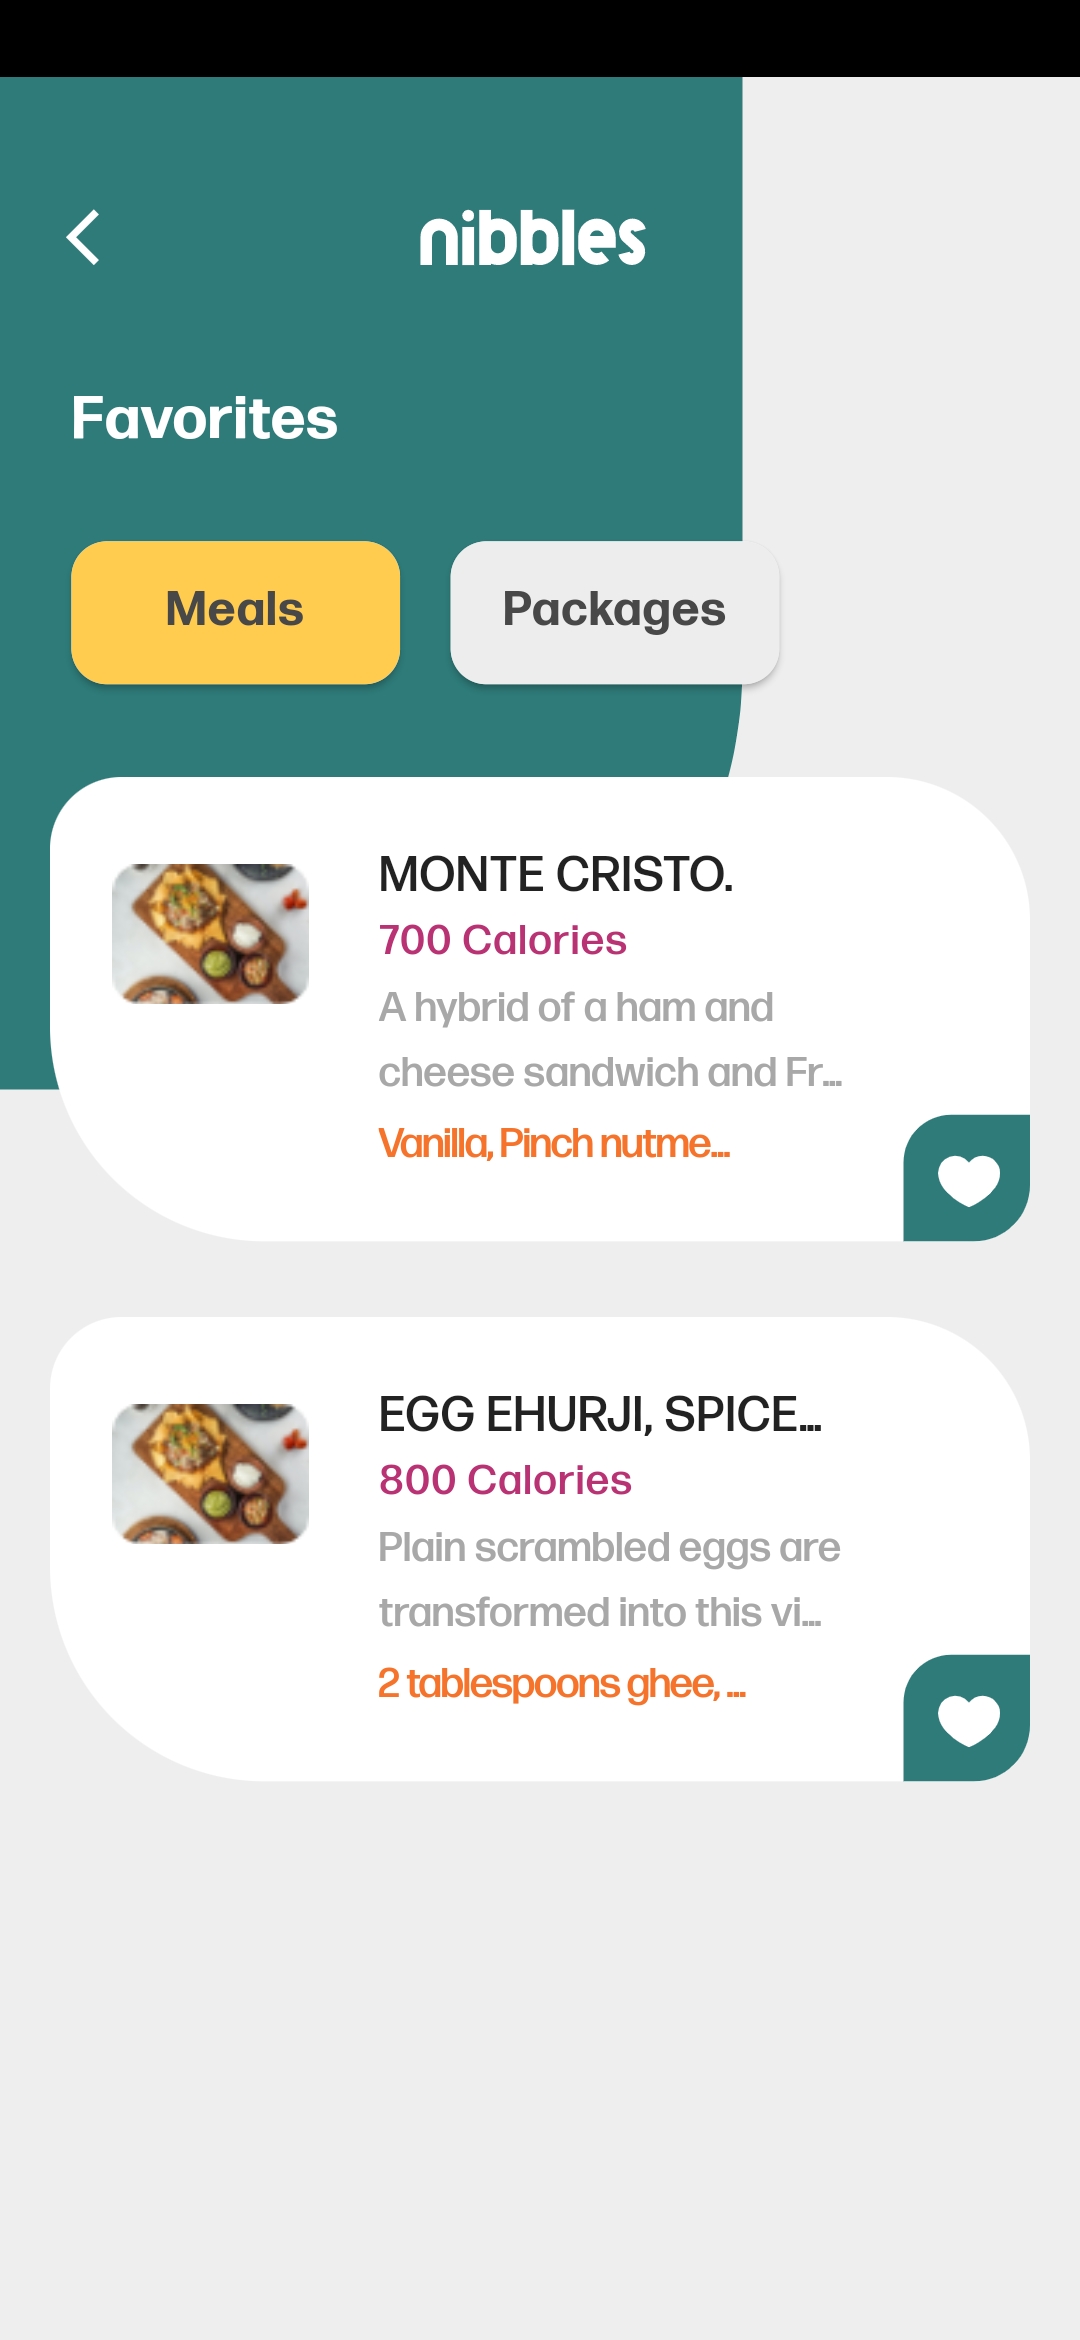 nibbles
Favorites
Meals
Packages
MONTE CRISTO.
700 Calories
A hybrid of a ham and
cheese sandwich and Fr...
Vanilla, Pinch nutme...
EGG EHURJI, SPICE...
800 Calories
Plain scrambled eggs are
transformed into this vi...
2 tablespoons ghee, ...